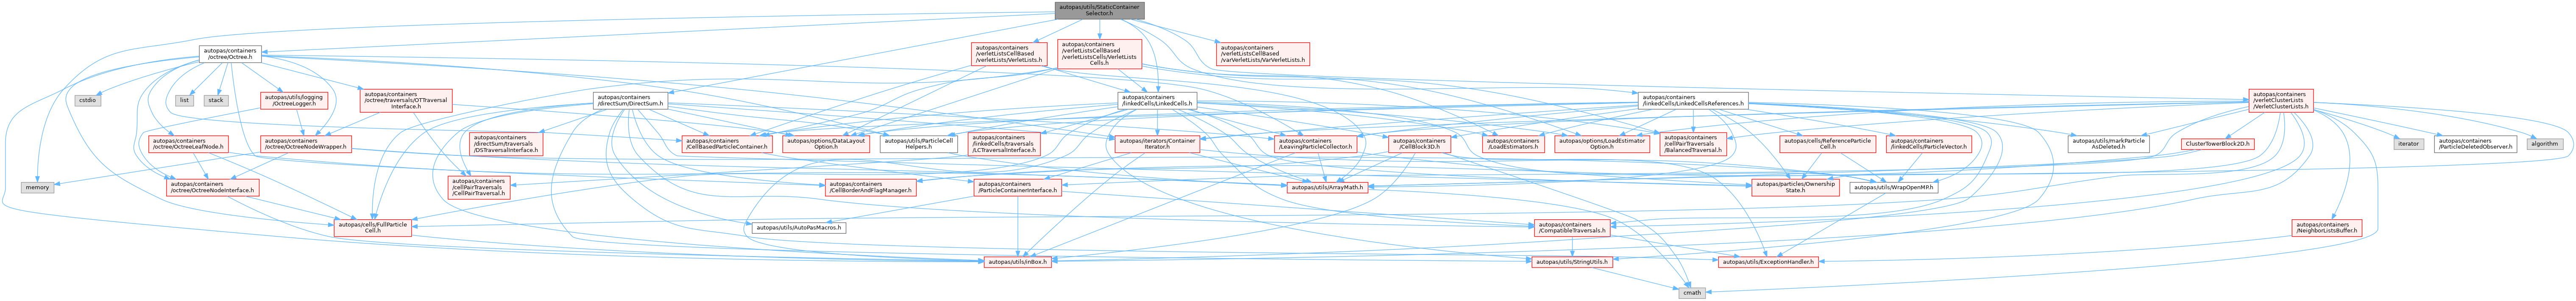 autopas/utils/StaticContainer
Selector.h
autopas/containers
/octree/Octree.h
autopas/containers
/verletListsCellBased
/verletLists/VerletLists.h
autopas/containers
/verletListsCellBased
/verletListsCells/VerletLists
Cells.h
autopas/containers
/verletListsCellBased
/varVerletLists/VarVerletLists.h
cstdio
list
stack
autopas/utils/logging
/OctreeLogger.h
autopas/containers
/octree/traversals/OTTraversal
Interface.h
autopas/containers
/directSum/DirectSum.h
autopas/containers
/linkedCells/LinkedCells.h
autopas/containers
/linkedCells/LinkedCellsReferences.h
autopas/containers
/verletClusterLists
/VerletClusterLists.h
autopas/containers
/octree/OctreeLeafNode.h
autopas/containers
/octree/OctreeNodeWrapper.h
autopas/containers
/directSum/traversals
/DSTraversalInterface.h
autopas/containers
/CellBasedParticleContainer.h
autopas/options/DataLayout
Option.h
autopas/utils/ParticleCell
Helpers.h
autopas/containers
/linkedCells/traversals
/LCTraversalInterface.h
autopas/iterators/Container
Iterator.h
autopas/containers
/LeavingParticleCollector.h
autopas/containers
/CellBlock3D.h
autopas/containers
/LoadEstimators.h
autopas/options/LoadEstimator
Option.h
autopas/containers
/cellPairTraversals
/BalancedTraversal.h
autopas/cells/ReferenceParticle
Cell.h
autopas/containers
/linkedCells/ParticleVector.h
autopas/utils/markParticle
AsDeleted.h
ClusterTowerBlock2D.h
iterator
autopas/containers
/ParticleDeletedObserver.h
algorithm
memory
autopas/containers
/octree/OctreeNodeInterface.h
autopas/containers
/cellPairTraversals
/CellPairTraversal.h
autopas/containers
/CellBorderAndFlagManager.h
autopas/containers
/ParticleContainerInterface.h
autopas/utils/ArrayMath.h
autopas/particles/Ownership
State.h
autopas/utils/WrapOpenMP.h
autopas/cells/FullParticle
Cell.h
autopas/utils/AutoPasMacros.h
autopas/containers
/CompatibleTraversals.h
autopas/containers
/NeighborListsBuffer.h
autopas/utils/inBox.h
autopas/utils/StringUtils.h
autopas/utils/ExceptionHandler.h
cmath